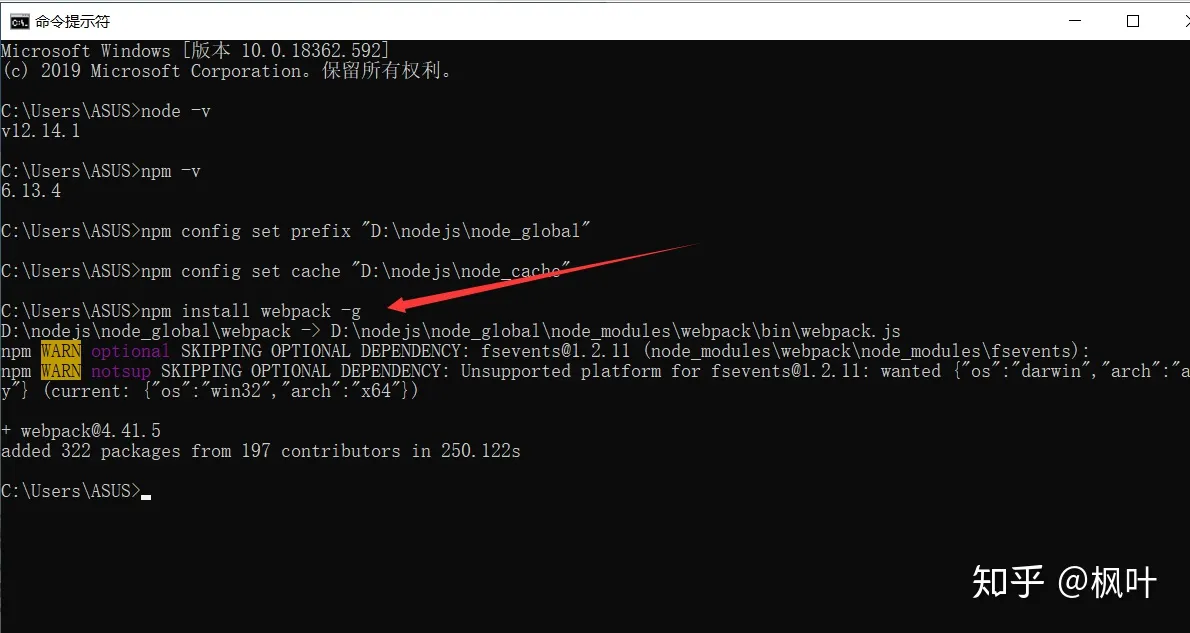 命令提示符
Microsoft Windows [版本 10.0.18362.592]
(c) 2019 Microsoft Corporation。保留所有权利。
C:\Users\ASUS>node -v
v12.14.1
C:\Users\ASUS>npm -v
6.13.4
C:\Users\ASUS>npm config set prefix "D:\nodejs\node_global"
C:\Users\ASUS>npm config set cache "D:\nodejs\node_cache"
C:\Users\ASUS>npm install webpack -g
D:\nodejs\node_global\webpack -> D:\nodejs\node_global\node_modules\webpack\bin\webpack.js
npm WARN optional SKIPPING OPTIONAL DEPENDENCY: fsevents@1.2.11 (node_modules\webpack\node_modules\fsevents):
npm WARN notsup SKIPPING OPTIONAL DEPENDENCY: Unsupported platform for fsevents@1.2.11: wanted {"os":"darwin","arch":"a
y"} (current: {"os":"win32","arch":"x64"})
+ webpack@4.41.5
added 322 packages from 197 contributors in 250.122s
C:\Users\ASUS>
知乎 @枫叶